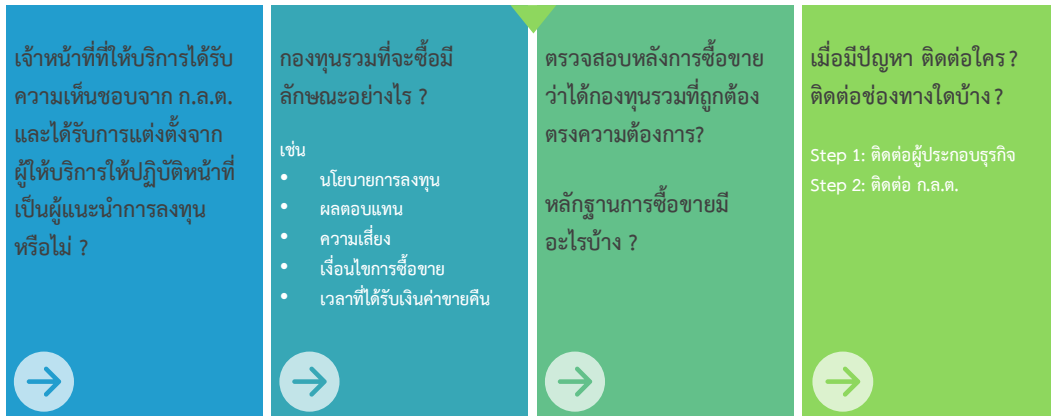 เจ้าหน้าที่ที่ให้บริการได้รับ
ความเห็นชอบจาก ก.ล.ต.
และได้รับการแต่งตั้งจาก
ผู้ให้บริการให้ปฏิบัติหน้าที่
เป็นผู้แนะนำการลงทุน
หรือไม่ ?
กองทุนรวมที่จะซื้อมี
ลักษณะอย่างไร ?
เช่น
• นโยบายการลงทุน
• ผลตอบแทน
• ความเสี่ยง
• เงื่อนไขการซื้อขาย
• เวลาที่ได้รับเงินค่าขายคืน
ตรวจสอบหลังการซื้อขาย
ว่าได้กองทุนรวมที่ถูกต้อง
ตรงความต้องการ?
หลักฐานการซื้อขายมี
อะไรบ้าง ?
เมื่อมีปัญหา ติดต่อใคร?
ติดต่อช่องทางใดบ้าง?
Step 1: ติดต่อผู้ประกอบธุรกิจ
Step 2: ติดต่อ ก.ล.ต.